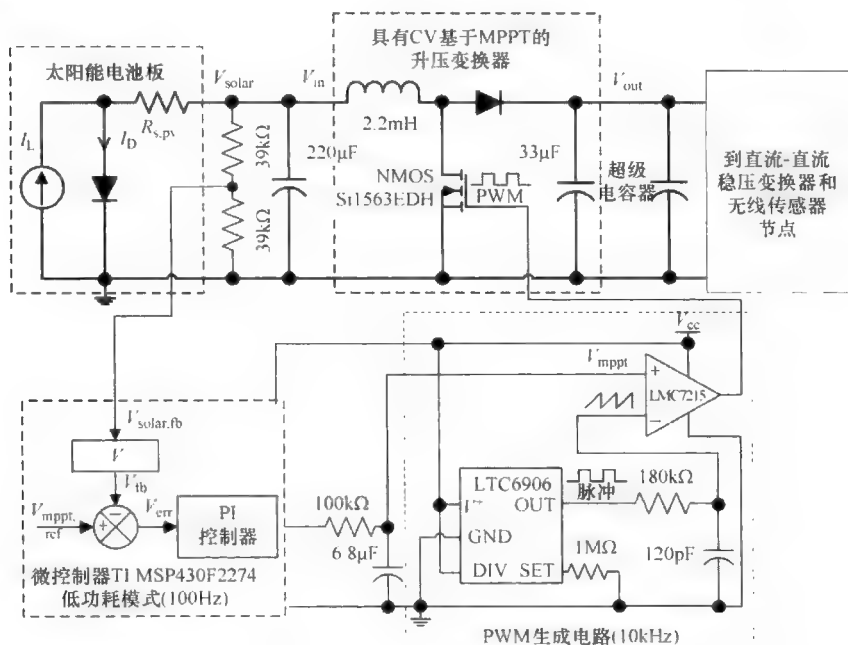 具有CV基于MPPT的
升压变换器
太阳能电池板
V_solar
V_in
V_out
R_s,pv
I_L
I_D
39kΩ
39kΩ
220μF
2.2mH
NMOS
Si1563EDH
PWM
33μF
超级
电容器
到直流-直流
稳压变换器和
无线传感器
节点
V_cc
V_mppt
+
LMC7215
−
V_solar,fb
V
V_fb
−
V_mppt,
ref
+
V_err
PI
控制器
100kΩ
6 8μF
LTC6906
V+
OUT
GND
DIV
SET
脉冲
180kΩ
1MΩ
120pF
微控制器TI MSP430F2274
低功耗模式(100Hz)
PWM生成电路(10kHz)